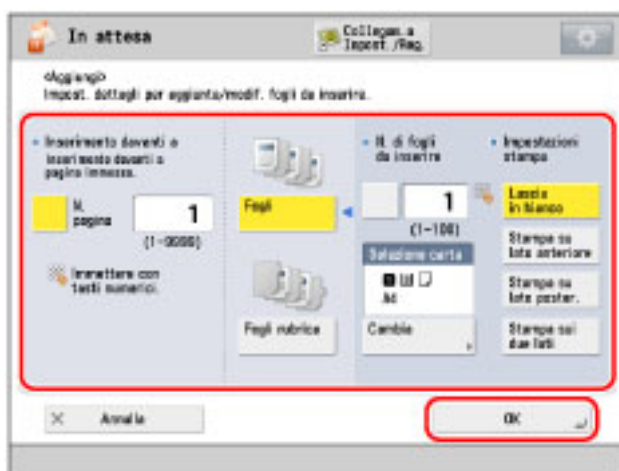 In attesa
Collegam. a
Impost. /Reg.
<Aggiungi>
Impost. dettagli per aggiunta/modif. fogli da inserire.
Inserimento davanti a
inserimento davanti a
pagina immessa.
N.
pagina
1
(1-9999)
Immettere con
tasti numerici.
Fogli
Fogli rubrica
N. di fogli
da inserire
1
(1-100)
Selezione carta
1
A4
Cambia
Impostazioni
stampa
Lascia
in bianco
Stampa su
lato anteriore
Stampa su
lato poster.
Stampa sui
due lati
Annulla
OK